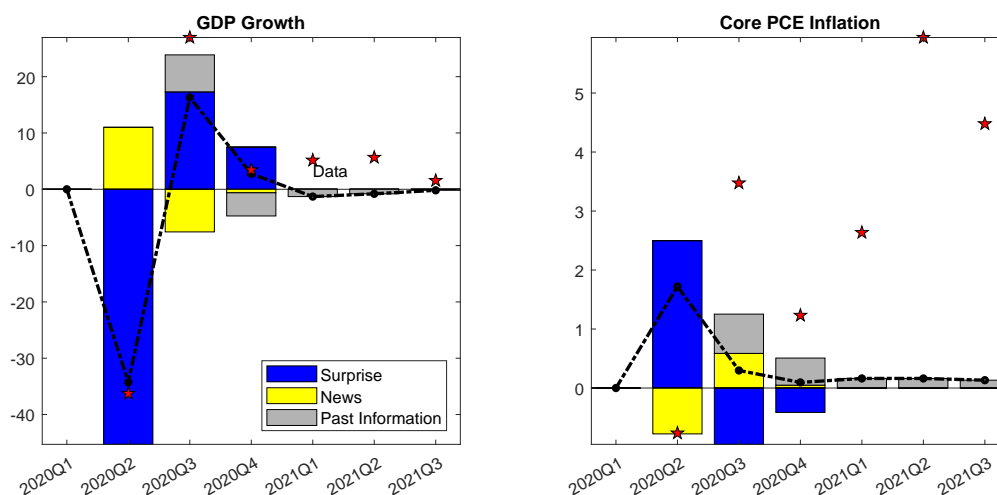 GDP Growth
20
10
0
-10
-20
-30
-40
Data
Surprise
News
Past Information
2020Q1
2020Q2
2020Q3
2020Q4
2021Q1
2021Q2
2021Q3
Core PCE Inflation
5
4
3
2
1
0
2020Q1
2020Q2
2020Q3
2020Q4
2021Q1
2021Q2
2021Q3